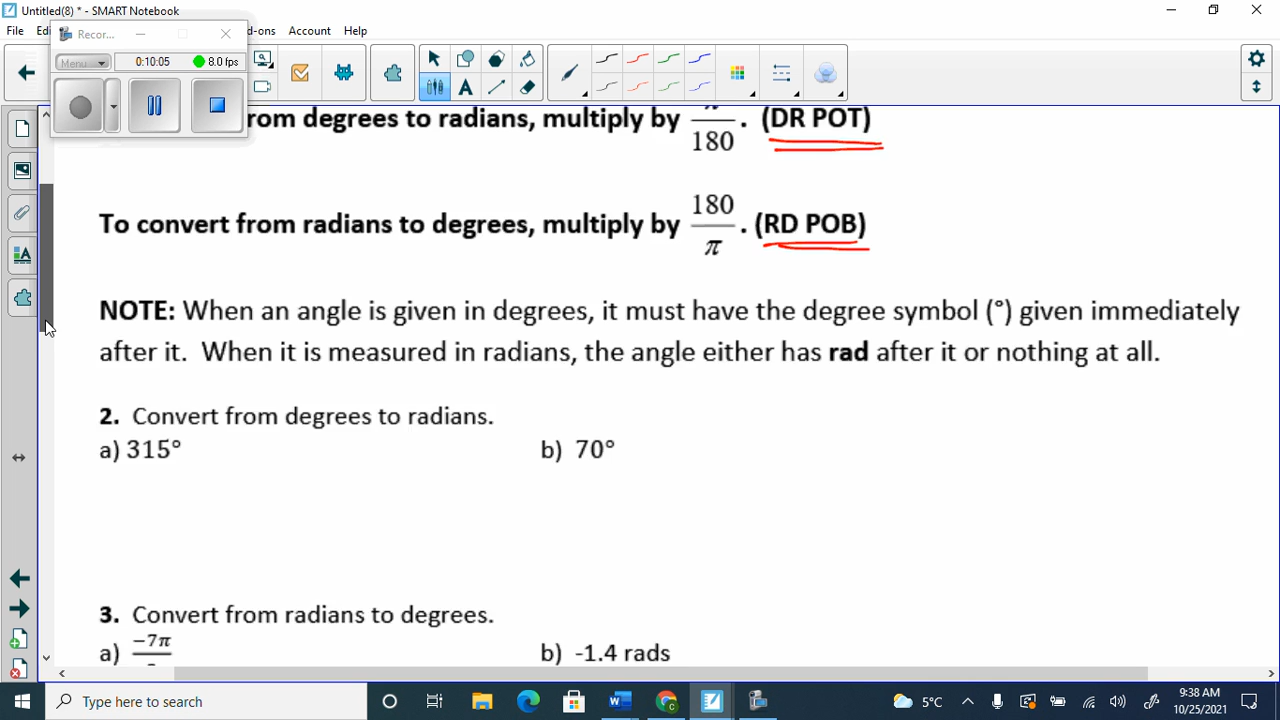 Untitled(8) * - SMART Notebook
File
d-ons Account Help
Recor...
Menu
0:10:05
8.0 fps
rom degrees to radians, multiply by /180. (DR POT)
To convert from radians to degrees, multiply by 180/π. (RD POB)
NOTE: When an angle is given in degrees, it must have the degree symbol (°) given immediately
after it. When it is measured in radians, the angle either has rad after it or nothing at all.
2. Convert from degrees to radians.
a) 315° b) 70°
3. Convert from radians to degrees.
a) −7π b) -1.4 rads
Type here to search
5°C
9:38 AM
10/25/2021